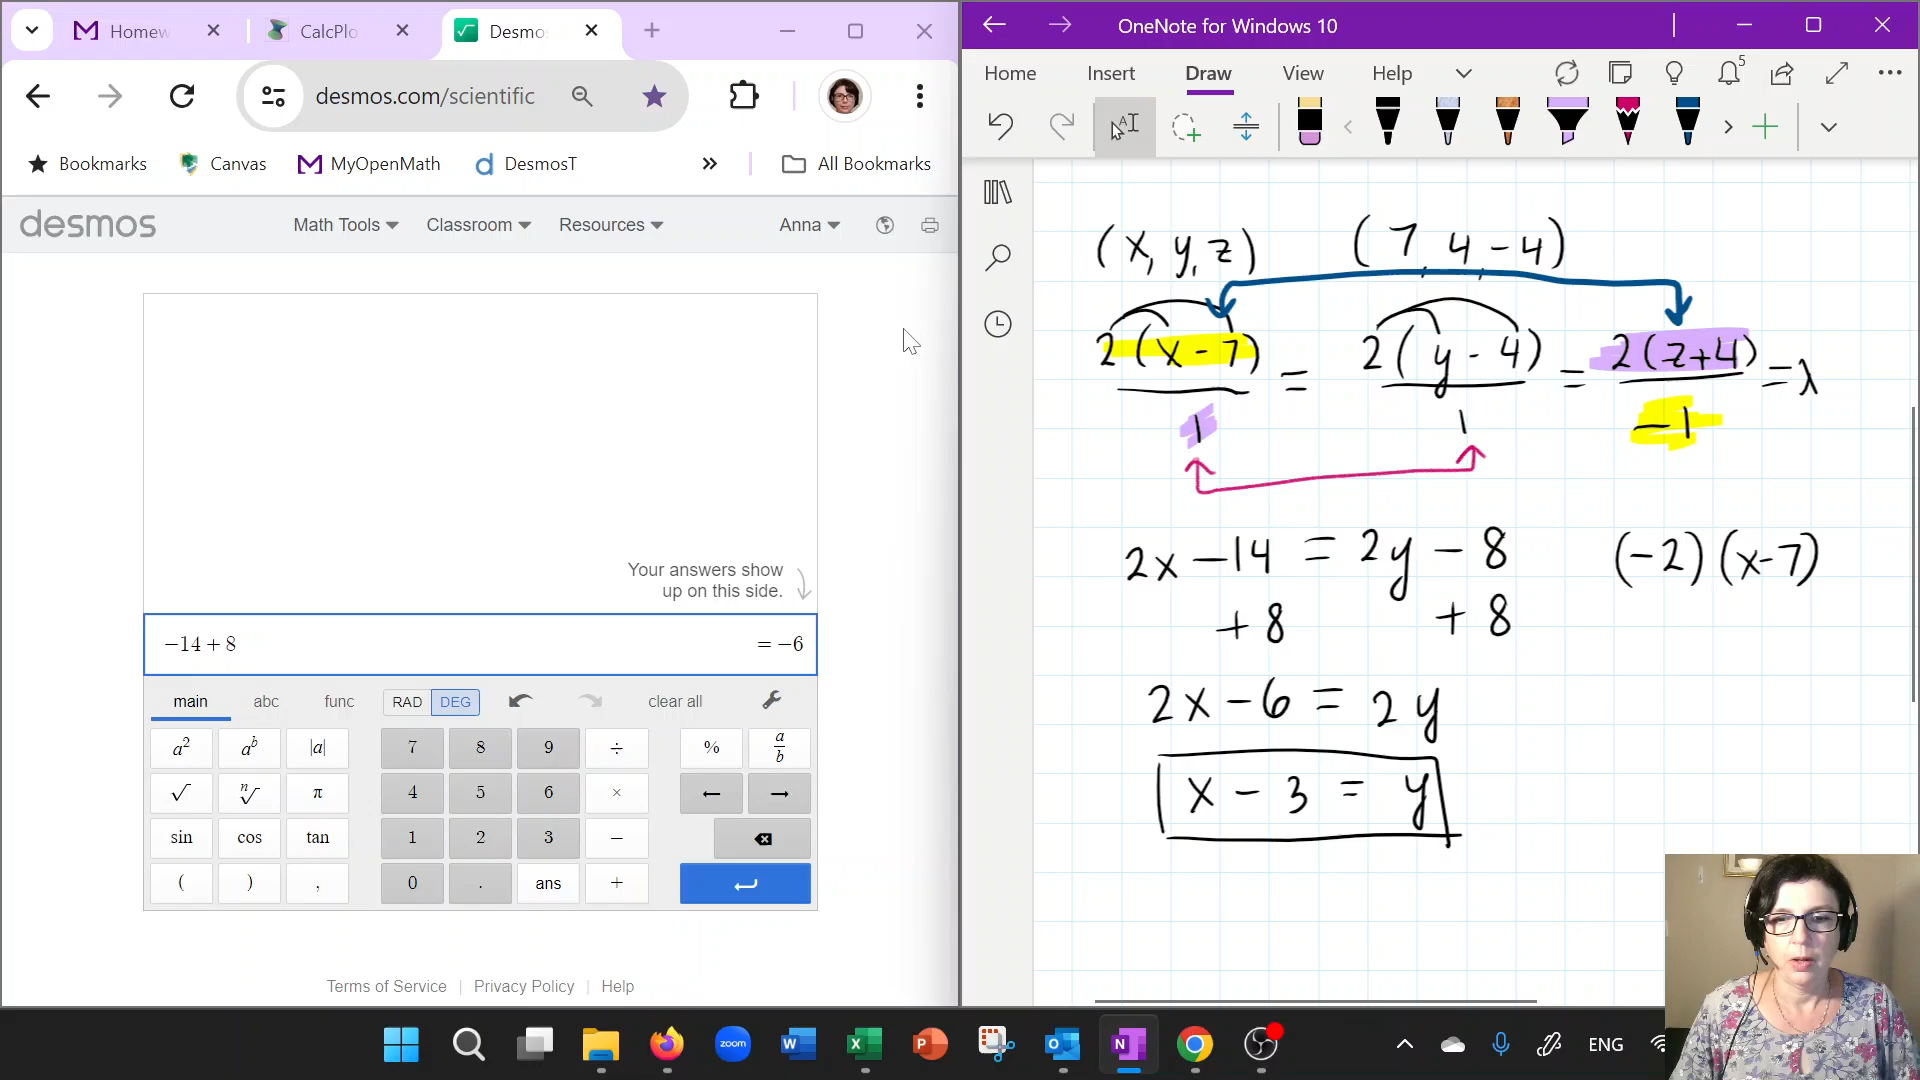 Homew
CalcPlo
Desmo
desmos.com/scientific
Bookmarks
Canvas
MyOpenMath
DesmosT
»
All Bookmarks
desmos
Math Tools
Classroom
Resources
Anna
Your answers show
up on this side.
−14 + 8
= −6
main
abc
func
RAD
DEG
clear all
a²
aᵇ
|a|
7
8
9
÷
%
a/b
√
ⁿ√
π
4
5
6
×
←
→
sin
cos
tan
1
2
3
−
(
)
,
0
.
ans
+
Terms of Service | Privacy Policy | Help
OneNote for Windows 10
Home
Insert
Draw
View
Help
5
(x, y, z) (7, 4, -4)
2(x - 7)/1 = 2(y - 4)/1 = 2(z+4)/-1 = λ
2x - 14 = 2y - 8 (-2)(x-7)
+ 8 + 8
2x - 6 = 2y
x - 3 = y
zoom
ENG